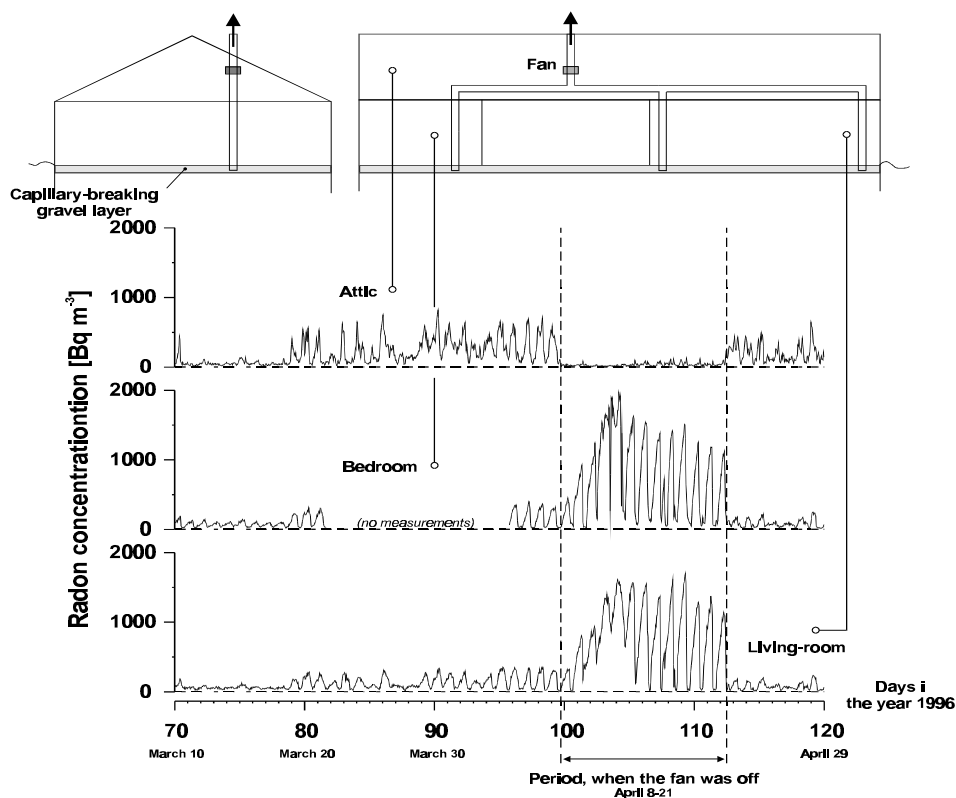 Fan
Capillary-breaking
gravel layer
Radon concentrationtion [Bq m-3]
2000
1000
0
Attic
2000
1000
0
Bedroom
(no measurements)
2000
1000
0
Living-room
Days i
the year 1996
70
80
90
100
110
120
March 10
March 20
March 30
April 29
Period, when the fan was off
April 8-21